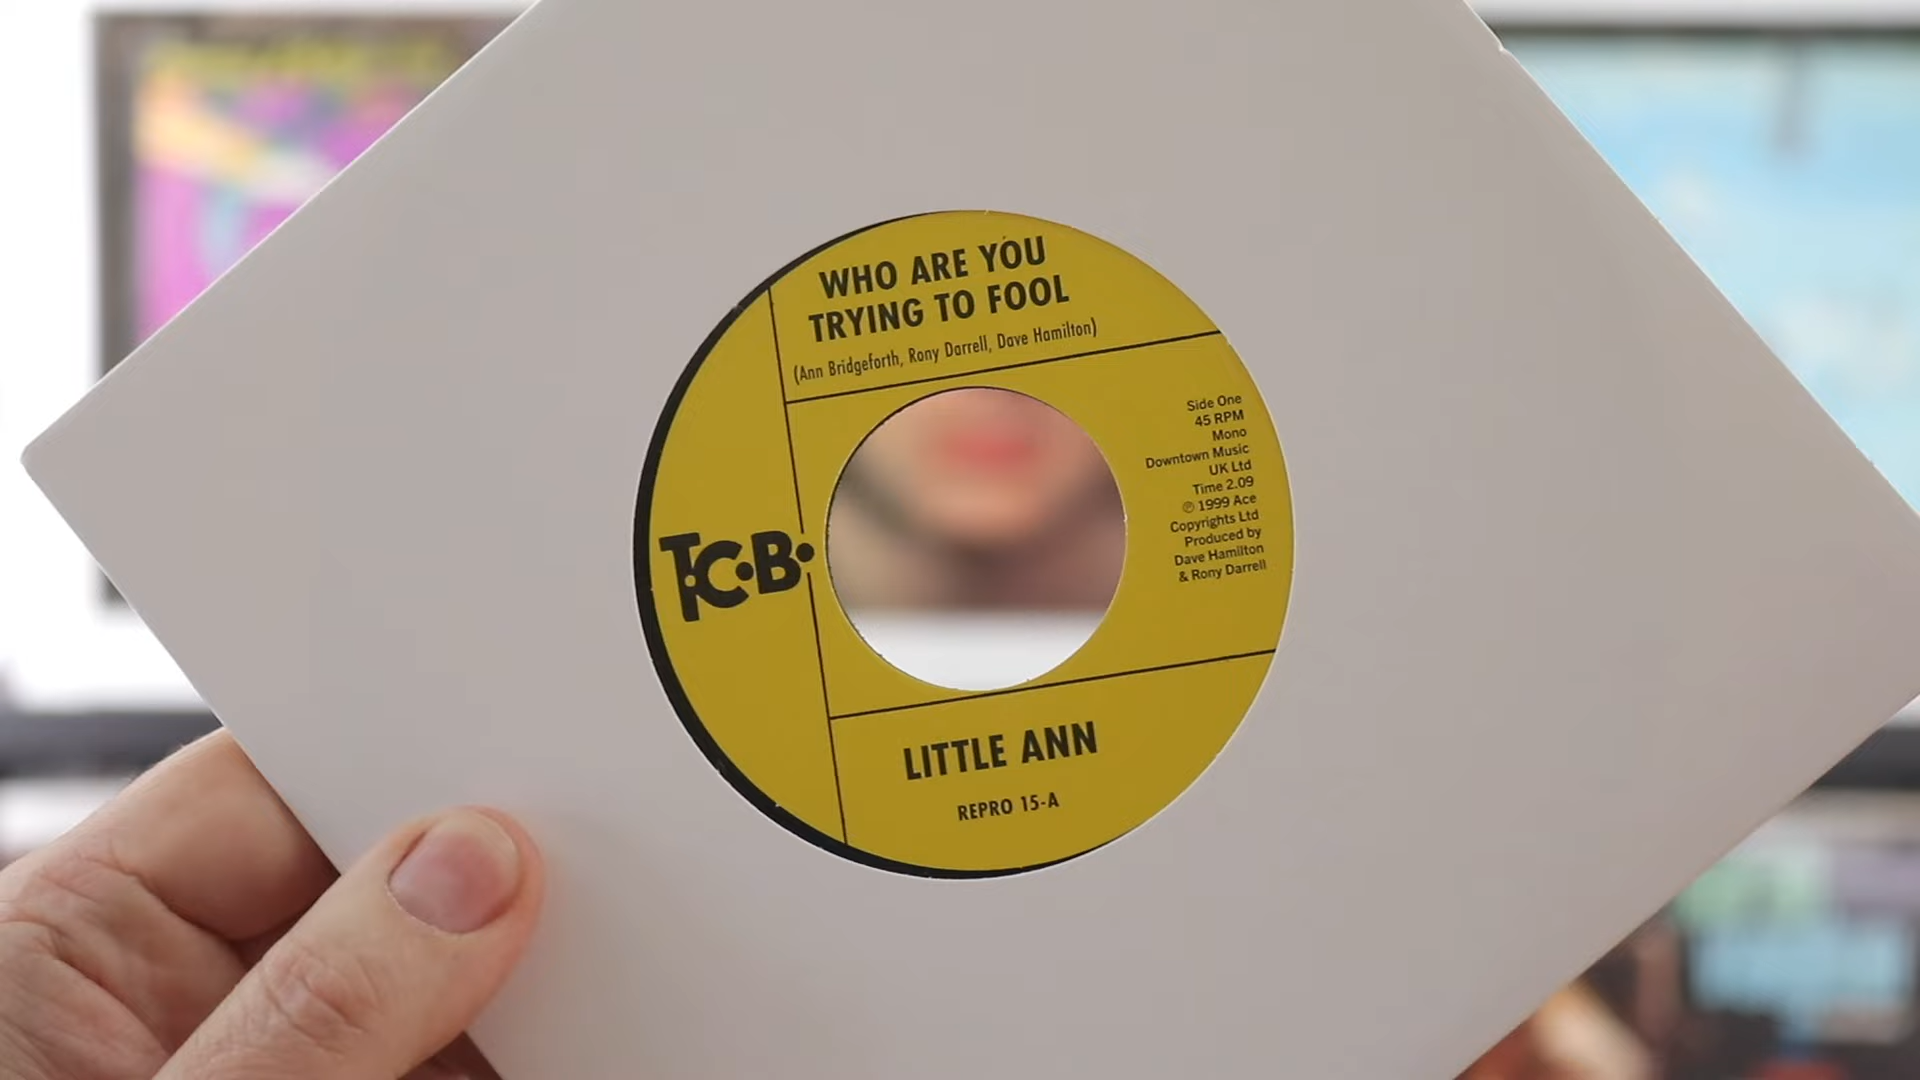 WHO ARE YOU
TRYING TO FOOL
(Ann Bridgeforth, Rony Darrell, Dave Hamilton)
Side One
45 RPM
Mono
Downtown Music
UK Ltd
Time 2.09
℗ 1999 Ace
Copyrights Ltd
Produced by
Dave Hamilton
& Rony Darrell
T.C.B.
LITTLE ANN
REPRO 15-A